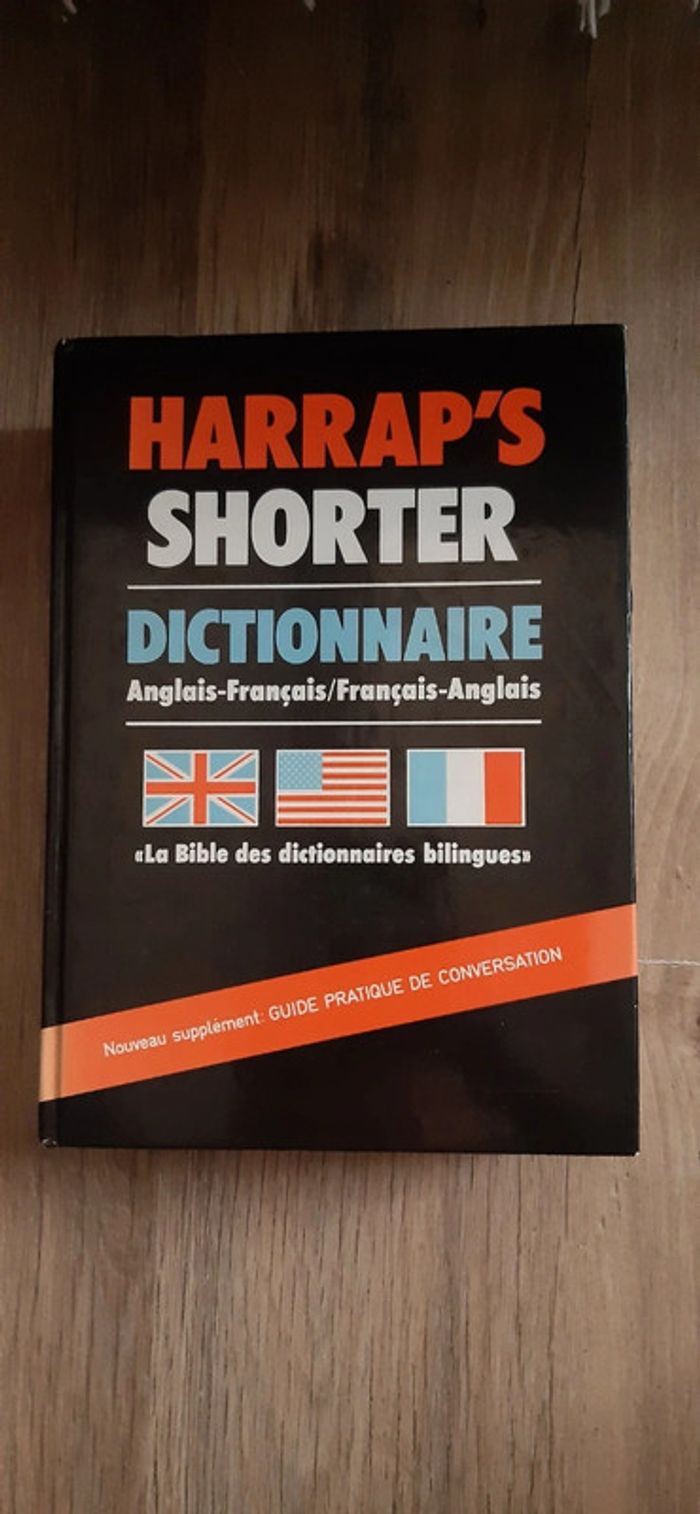 HARRAP'S
SHORTER
DICTIONNAIRE
Anglais-Français/Français-Anglais
«La Bible des dictionnaires bilingues»
Nouveau supplément: GUIDE PRATIQUE DE CONVERSATION